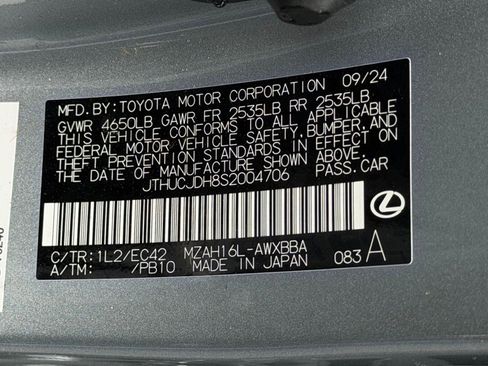 MFD.BY:TOYOTA MOTOR CORPORATION 09/24
GVWR 4650LB GAWR FR 2535LB RR 2535LB
THIS VEHICLE CONFORMS TO ALL APPLICABLE
FEDERAL MOTOR VEHICLE SAFETY,BUMPER,AND
THEFT PREVENTION STANDARDS IN EFFECT ON
THE DATE OF MANUFACTURE SHOWN ABOVE.
JTHUCJDH8S2004706 PASS.CAR
C/TR:1L2/EC42 MZAH16L-AWXBBA
A/TM: /PB10 MADE IN JAPAN 083 A